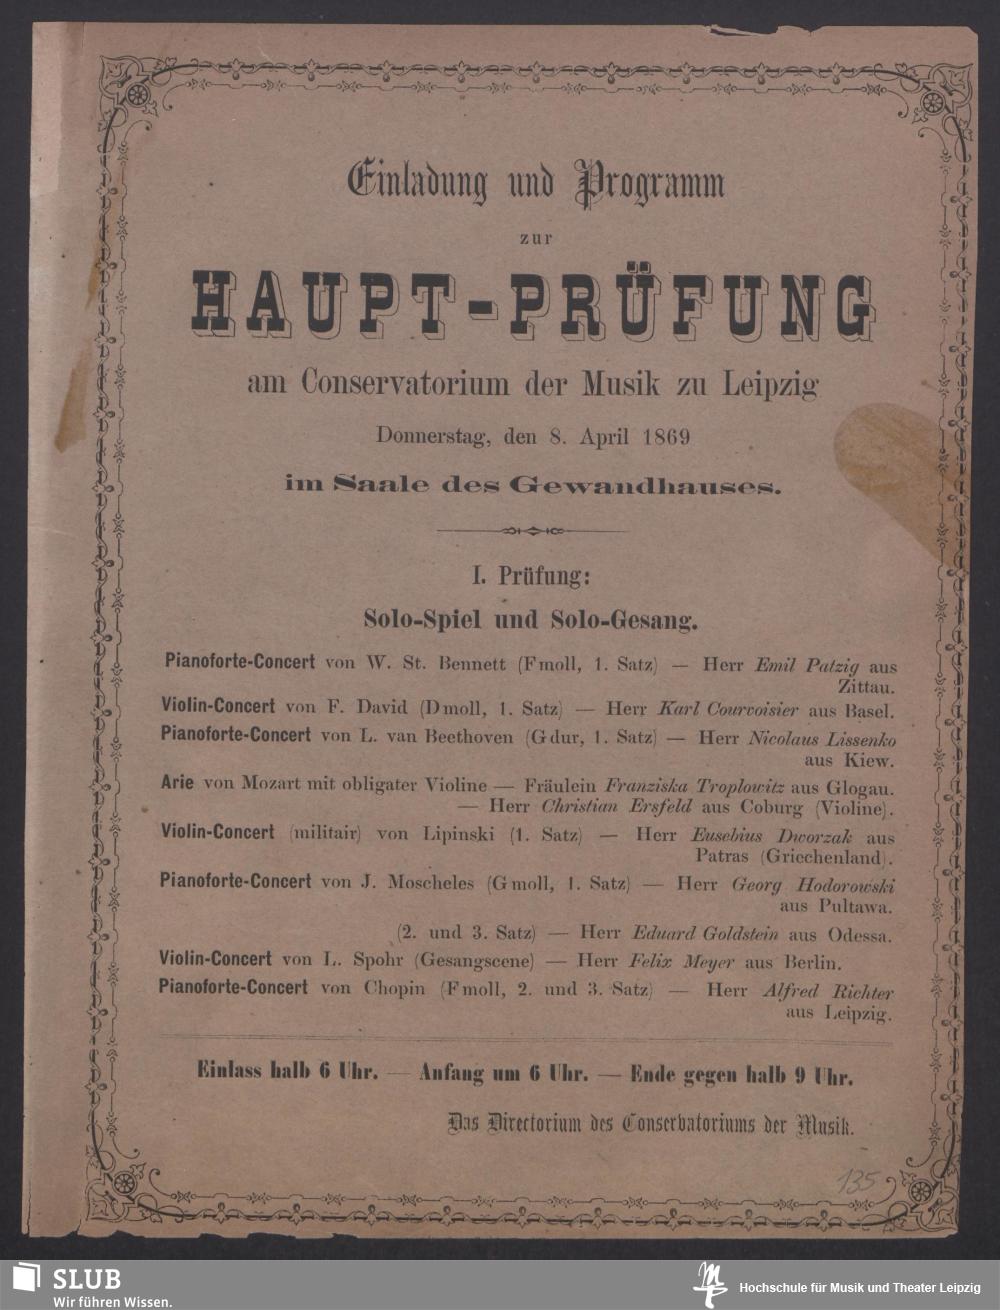 Einladung und Programm
zur
HAUPT-PRÜFUNG
am Conservatorium der Musik zu Leipzig
Donnerstag, den 8. April 1869
im Saale des Gewandhauses.
I. Prüfung:
Solo-Spiel und Solo-Gesang.
Pianoforte-Concert von W. St. Bennett (F moll, 1. Satz) — Herr Emil Patzig aus
Zittau.
Violin-Concert von F. David (D moll, 1. Satz) — Herr Karl Courvoisier aus Basel.
Pianoforte-Concert von L. van Beethoven (G dur, 1. Satz) — Herr Nicolaus Lissenko
aus Kiew.
Arie von Mozart mit obligater Violine — Fräulein Franziska Troplowitz aus Glogau.
— Herr Christian Ersfeld aus Coburg (Violine).
Violin-Concert (militair) von Lipinski (1. Satz) — Herr Eusebius Dworzak aus
Patras (Griechenland).
Pianoforte-Concert von J. Moscheles (G moll, 1. Satz) — Herr Georg Hodorowski
aus Pultawa.
(2. und 3. Satz) — Herr Eduard Goldstein aus Odessa.
Violin-Concert von L. Spohr (Gesangscene) — Herr Felix Meyer aus Berlin.
Pianoforte-Concert von Chopin (F moll, 2. und 3. Satz) — Herr Alfred Richter
aus Leipzig.
Einlass halb 6 Uhr. — Anfang um 6 Uhr. — Ende gegen halb 9 Uhr.
Das Directorium des Conservatoriums der Musik.
135
SLUB
Wir führen Wissen.
Hochschule für Musik und Theater Leipzig